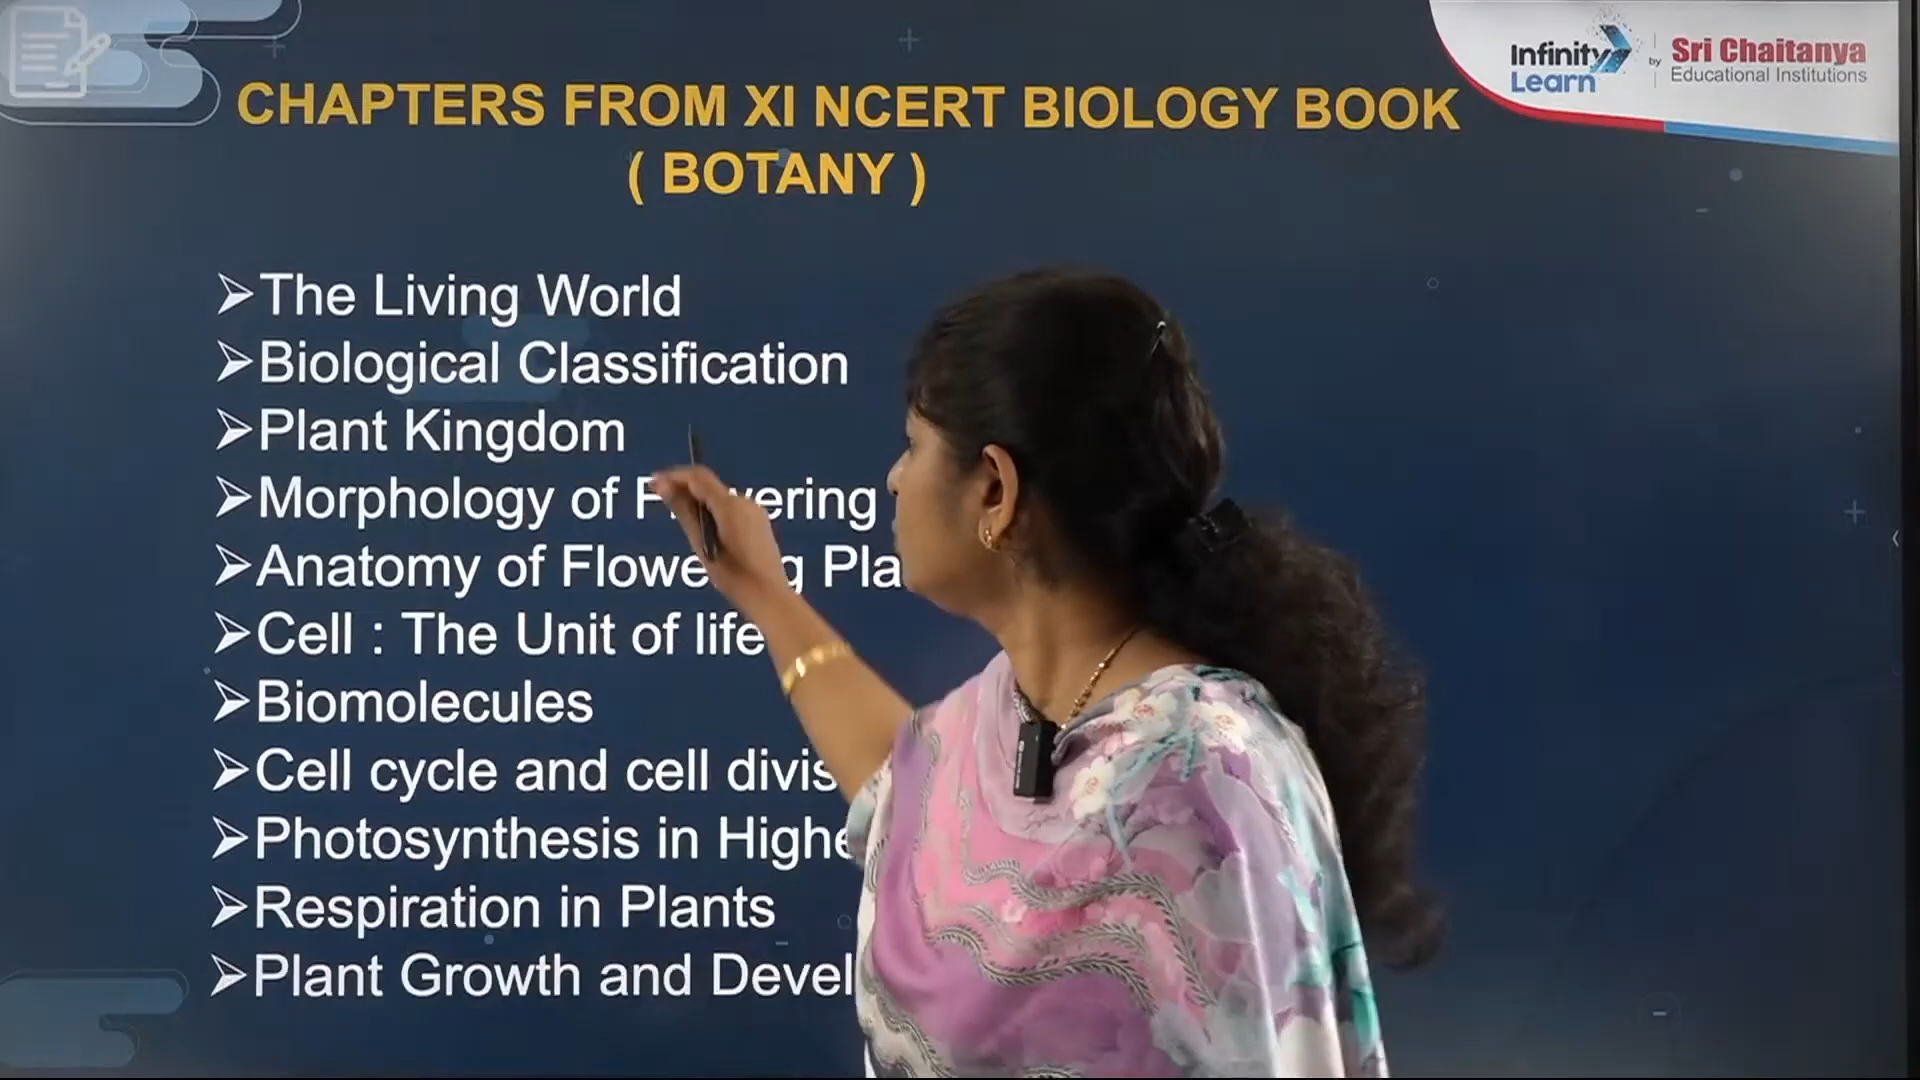 Infinity
Learn
by
Sri Chaitanya
Educational Institutions
CHAPTERS FROM XI NCERT BIOLOGY BOOK
( BOTANY )
➢The Living World
➢Biological Classification
➢Plant Kingdom
➢Morphology of
➢Anatomy of
➢Cell : The Unit of life
➢Biomolecules
➢Cell cycle and cell
➢Photosynthesis in
➢Respiration in Plants
➢Plant Growth and